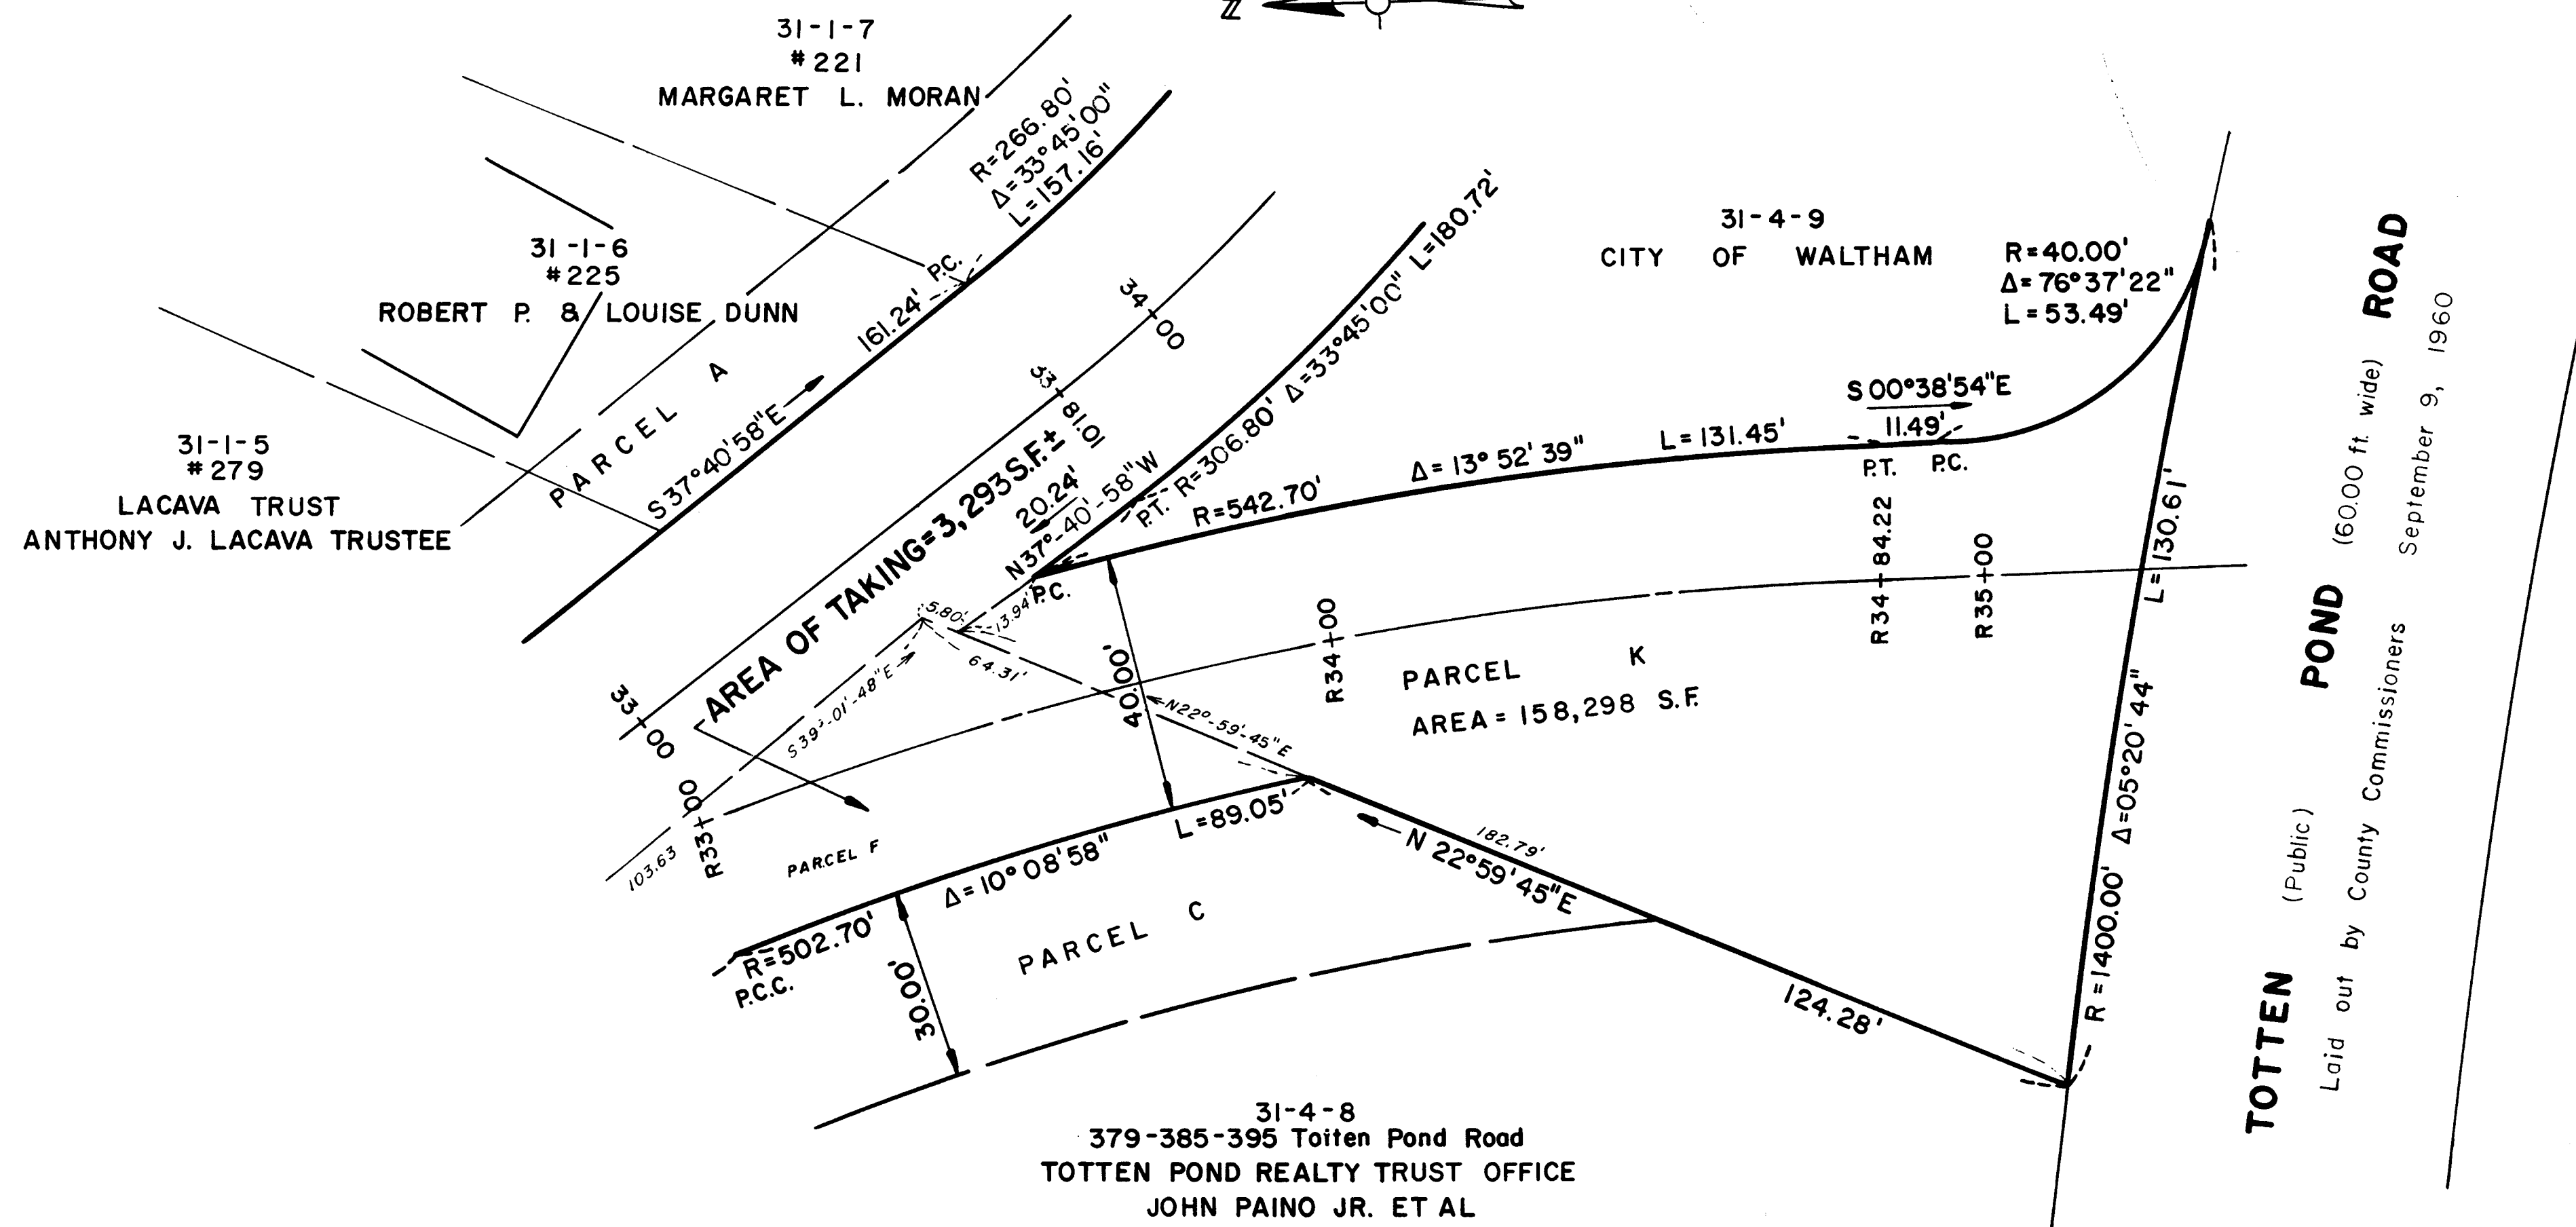 N
31-1-7
#221
MARGARET L. MORAN
R=266.80'
Δ=33°45'00"
L=157.16'
31-1-6
#225
ROBERT P. & LOUISE DUNN
P.C.
161.24'
PARCEL A
S37°40'58"E
31-1-5
#279
LACAVA TRUST
ANTHONY J. LACAVA TRUSTEE
34+00
33
81.01
33+00
AREA OF TAKING=3,293S.F.±
20.24'
N37°-40'-58"W
P.T.
R=306.80' Δ=33°45'00" L=180.72'
31-4-9
CITY OF WALTHAM
R=40.00'
Δ=76°37'22"
L=53.49'
S00°38'54"E
11.49'
P.T. P.C.
R=542.70' Δ=13°52'39" L=131.45'
P.C.
5.80'
13.94'
64.31'
S39°-01'-48"E
N22°-59'-45"E
40.00'
R33+00
R34+00
R34+84.22
R35+00
PARCEL K
AREA=158,298 S.F.
103.63
PARCEL F
R=502.70' Δ=10°08'58" L=89.05'
P.C.C.
30.00'
PARCEL C
182.79'
N 22°59'45"E
124.28'
R=1400.00' Δ=05°20'44" L=130.61'
TOTTEN (Public) POND (60.00 ft. wide) ROAD
Laid out by County Commissioners September 9, 1960
31-4-8
379-385-395 Toiten Pond Road
TOTTEN POND REALTY TRUST OFFICE
JOHN PAINO JR. ET AL